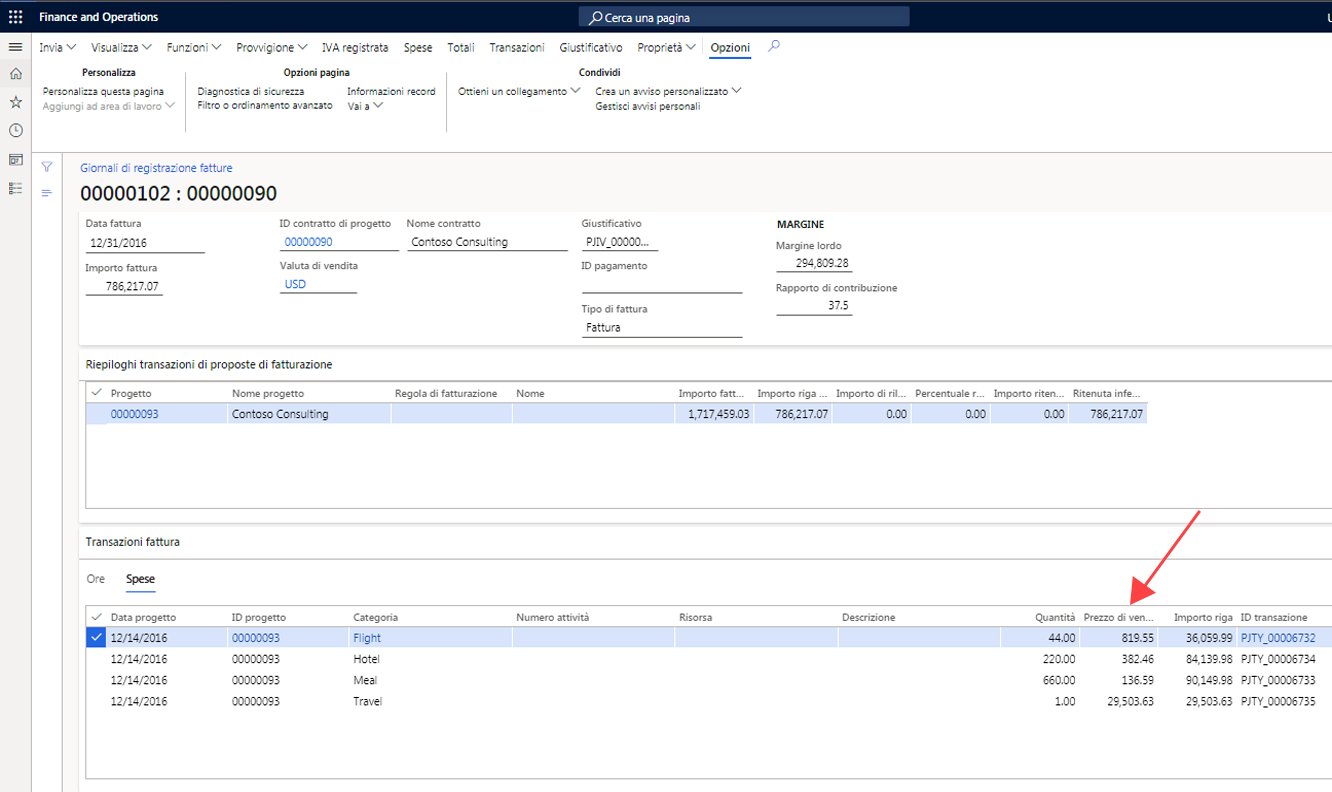 Finance and Operations
Cerca una pagina
Invia Visualizza Funzioni Provvigione IVA registrata Spese Totali Transazioni Giustificativo Proprietà Opzioni
Personalizza Opzioni pagina Condividi
Personalizza questa pagina Diagnostica di sicurezza Informazioni record Ottieni un collegamento Crea un avviso personalizzato
Aggiungi ad area di lavoro Filtro o ordinamento avanzato Vai a Gestisci avvisi personali
Giornali di registrazione fatture
00000102 : 00000090
Data fattura ID contratto di progetto Nome contratto Giustificativo MARGINE
12/31/2016 00000090 Contoso Consulting PJIV_00000... Margine lordo
294,809.28
Importo fattura Valuta di vendita ID pagamento
786,217.07 USD Rapporto di contribuzione
37.5
Tipo di fattura
Fattura
Riepiloghi transazioni di proposte di fatturazione
Progetto Nome progetto Regola di fatturazione Nome Importo fatt... Importo riga ... Importo di ril... Percentuale r... Importo riten... Ritenuta infe...
00000093 Contoso Consulting 1,717,459.03 786,217.07 0.00 0.00 0.00 786,217.07
Transazioni fattura
Ore Spese
Data progetto ID progetto Categoria Numero attività Risorsa Descrizione Quantità Prezzo di ven... Importo riga ID transazione
12/14/2016 00000093 Flight 44.00 819.55 36,059.99 PJTY_00006732
12/14/2016 00000093 Hotel 220.00 382.46 84,139.98 PJTY_00006734
12/14/2016 00000093 Meal 660.00 136.59 90,149.98 PJTY_00006733
12/14/2016 00000093 Travel 1.00 29,503.63 29,503.63 PJTY_00006735